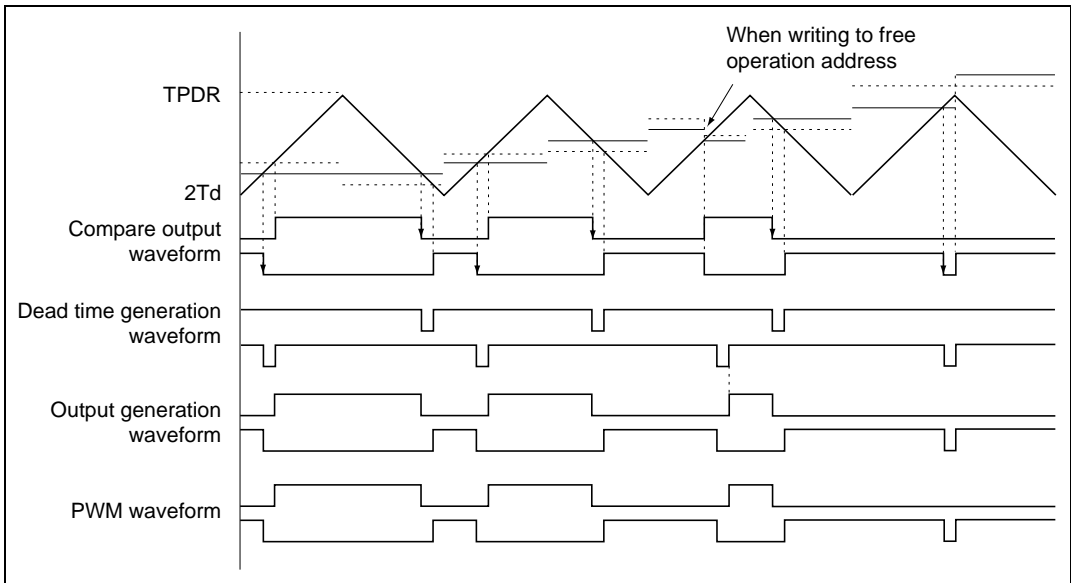 When writing to free
operation address
TPDR
2Td
Compare output
waveform
Dead time generation
waveform
Output generation
waveform
PWM waveform